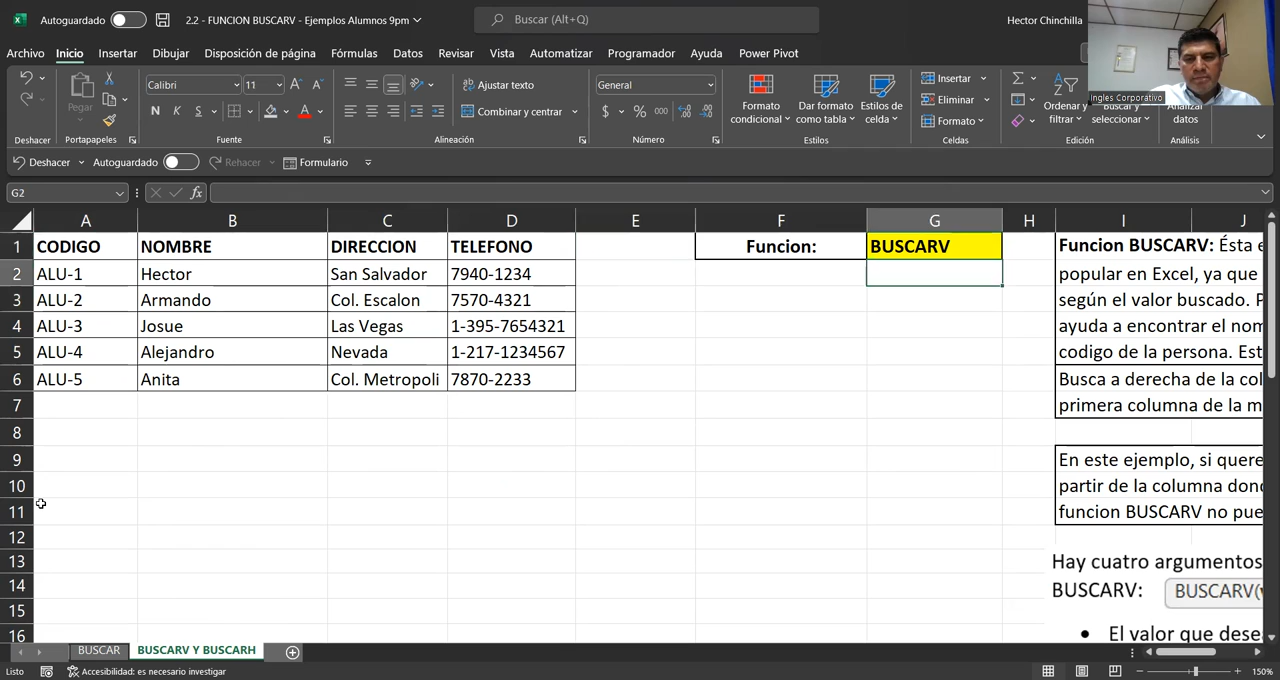 Autoguardado
2.2 - FUNCION BUSCARV - Ejemplos Alumnos 9pm
Buscar (Alt+Q)
Hector Chinchilla
Archivo Inicio Insertar Dibujar Disposición de página Fórmulas Datos Revisar Vista Automatizar Programador Ayuda Power Pivot
Pegar
Calibri 11
N K S
Ajustar texto
Combinar y centrar
General
$ % 000
Formato condicional
Dar formato como tabla
Estilos de celda
Insertar
Eliminar
Formato
Ordenar y filtrar
Buscar y seleccionar
Analizar datos
Ingles Corporativo
Deshacer Portapapeles Fuente Alineación Número Estilos Celdas Edición Análisis
Deshacer Autoguardado Rehacer Formulario
G2 fx
A B C D E F G H I J
1 CODIGO NOMBRE DIRECCION TELEFONO Funcion: BUSCARV Funcion BUSCARV: Ésta e
2 ALU-1 Hector San Salvador 7940-1234 popular en Excel, ya que
3 ALU-2 Armando Col. Escalon 7570-4321 según el valor buscado. P
4 ALU-3 Josue Las Vegas 1-395-7654321 ayuda a encontrar el nom
5 ALU-4 Alejandro Nevada 1-217-1234567 codigo de la persona. Est
6 ALU-5 Anita Col. Metropoli 7870-2233 Busca a derecha de la col
7 primera columna de la m
8
9 En este ejemplo, si quere
10 partir de la columna dond
11 funcion BUSCARV no pue
12
13 Hay cuatro argumentos
14 BUSCARV: BUSCARV(v
15
16 • El valor que dese
BUSCAR BUSCARV Y BUSCARH
Listo Accesibilidad: es necesario investigar 150%